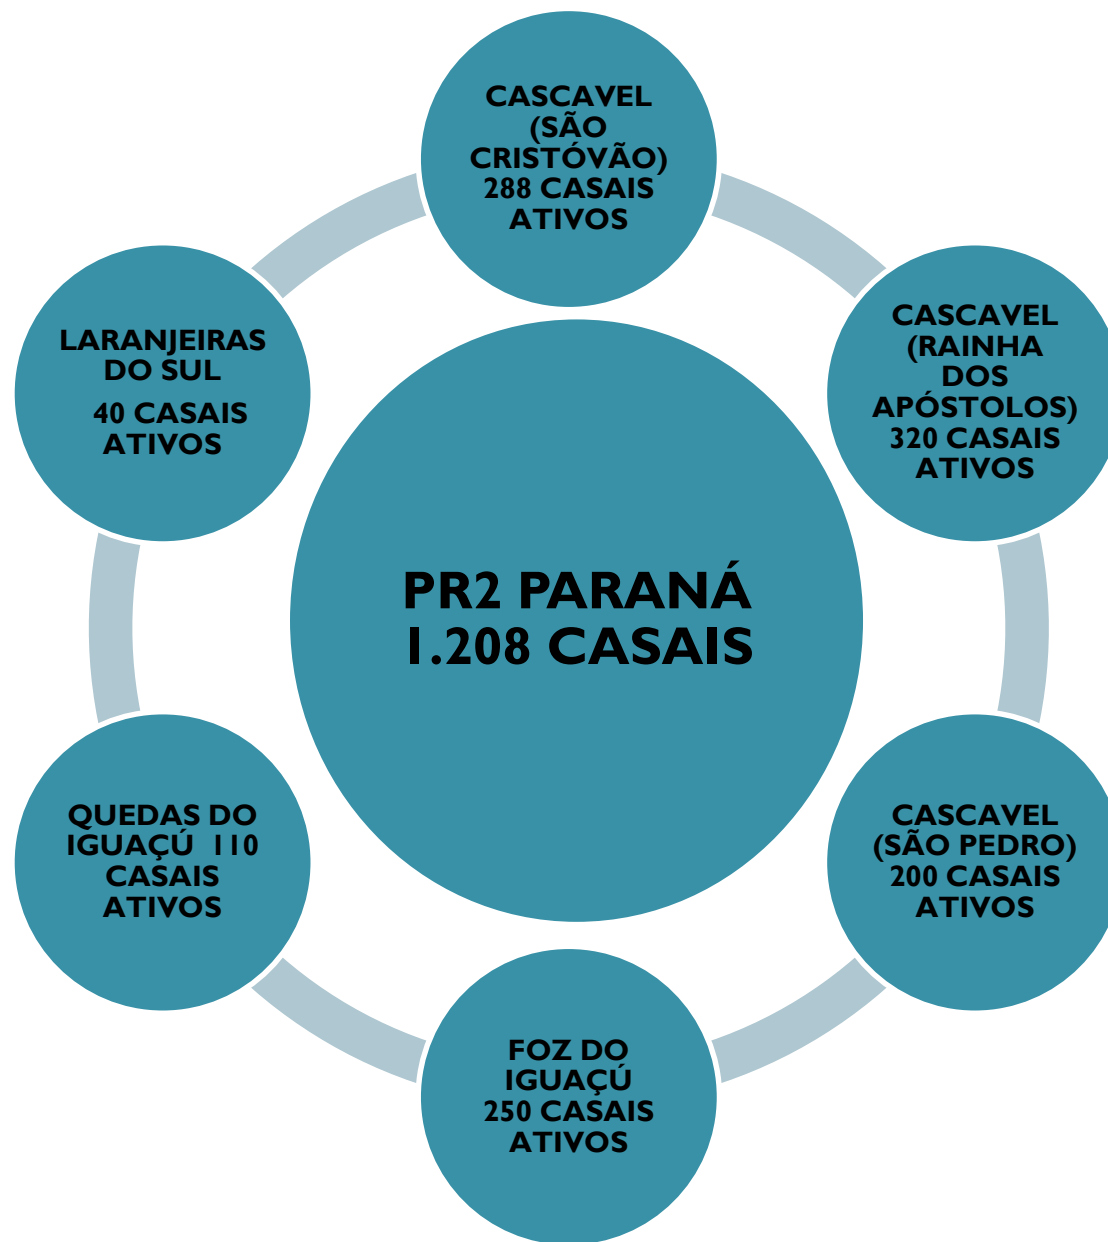 CASCAVEL
(SÃO
CRISTÓVÃO)
288 CASAIS
ATIVOS
LARANJEIRAS
DO SUL
40 CASAIS
ATIVOS
CASCAVEL
(RAINHA
DOS
APÓSTOLOS)
320 CASAIS
ATIVOS
PR2 PARANÁ
1.208 CASAIS
QUEDAS DO
IGUAÇÚ 110
CASAIS
ATIVOS
CASCAVEL
(SÃO PEDRO)
200 CASAIS
ATIVOS
FOZ DO
IGUAÇÚ
250 CASAIS
ATIVOS